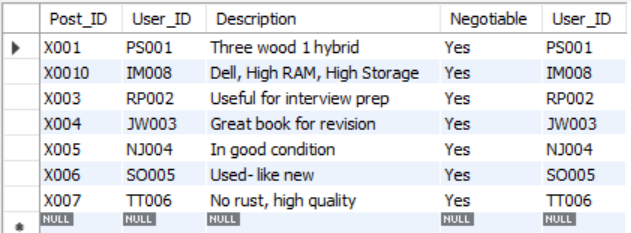 Post_ID User_ID Description Negotiable User_ID
X001 PS001 Three wood 1 hybrid Yes PS001
X0010 IM008 Dell, High RAM, High Storage Yes IM008
X003 RP002 Useful for interview prep Yes RP002
X004 JW003 Great book for revision Yes JW003
X005 NJ004 In good condition Yes NJ004
X006 SO005 Used- like new Yes SO005
X007 TT006 No rust, high quality Yes TT006
NULL NULL NULL NULL NULL